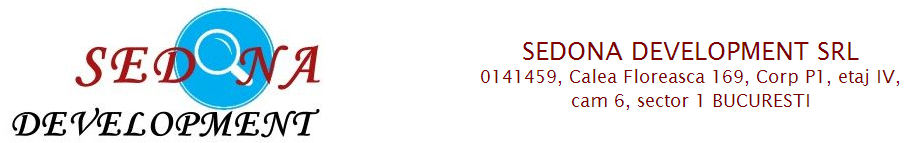 SEDONA
DEVELOPMENT
SEDONA DEVELOPMENT SRL
0141459, Calea Floreasca 169, Corp P1, etaj IV,
cam 6, sector 1 BUCURESTI